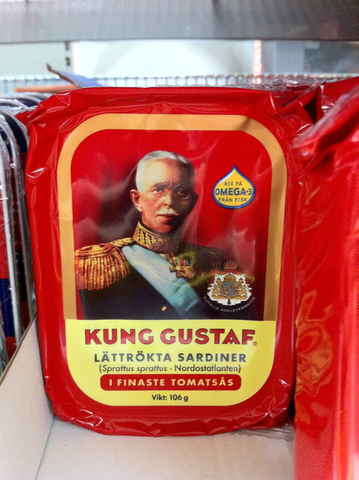 RIK PÅ
OMEGA-3
FRÅN FISK
KUNG GUSTAF
LÄTTRÖKTA SARDINER
(Sprattus sprattus - Nordostatlanten)
I FINASTE TOMATSÅS
Vikt: 106 g